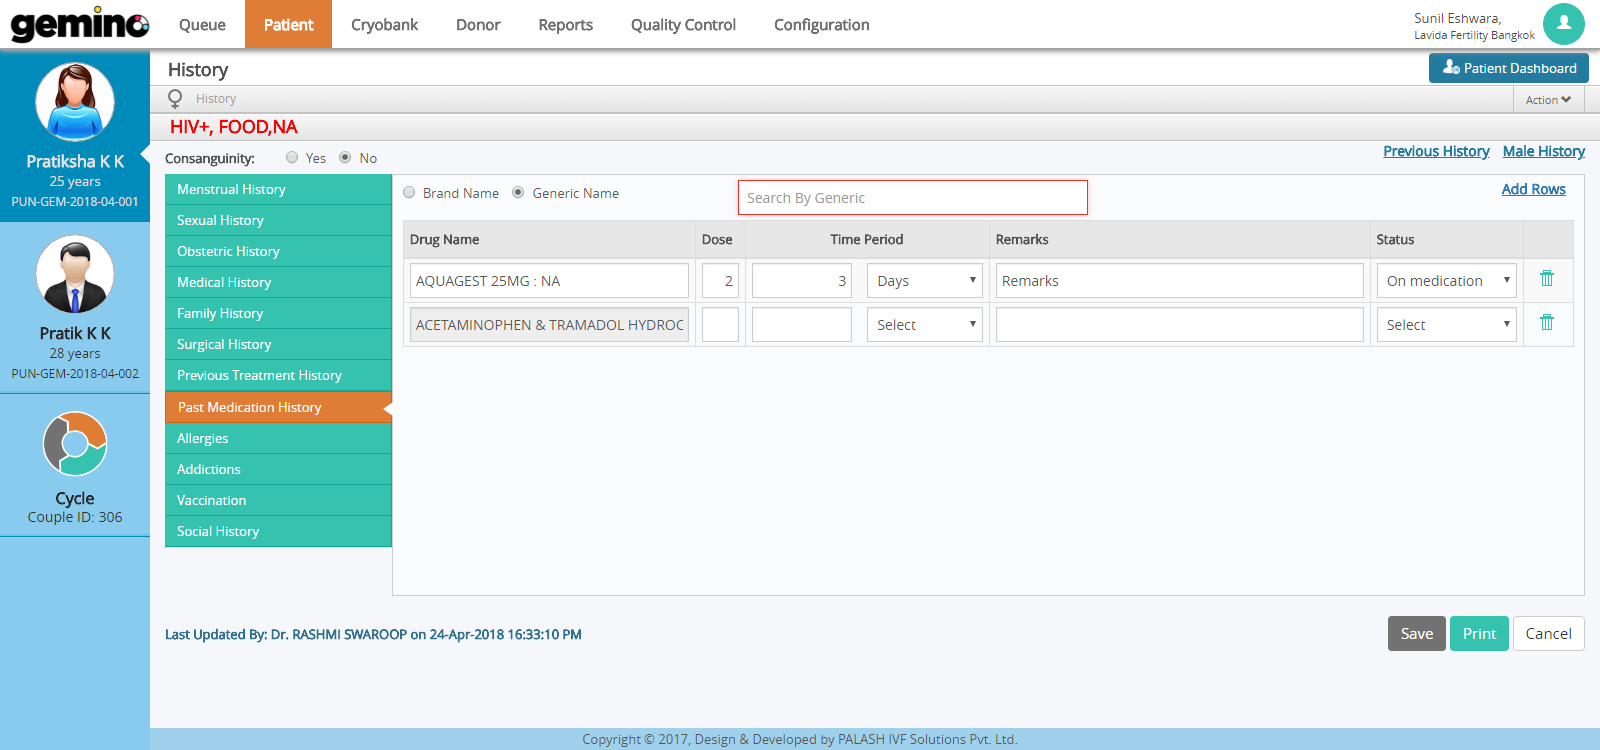 gemino
Queue Patient Cryobank Donor Reports Quality Control Configuration
Sunil Eshwara,
Lavida Fertility Bangkok
History
Patient Dashboard
History
Action
HIV+, FOOD,NA
Consanguinity: Yes No
Previous History Male History
Pratiksha K K
25 years
PUN-GEM-2018-04-001
Pratik K K
28 years
PUN-GEM-2018-04-002
Cycle
Couple ID: 306
Menstrual History
Sexual History
Obstetric History
Medical History
Family History
Surgical History
Previous Treatment History
Past Medication History
Allergies
Addictions
Vaccination
Social History
Brand Name Generic Name Search By Generic Add Rows
Drug Name Dose Time Period Remarks Status
AQUAGEST 25MG : NA 2 3 Days Remarks On medication
ACETAMINOPHEN & TRAMADOL HYDROC Select Select
Last Updated By: Dr. RASHMI SWAROOP on 24-Apr-2018 16:33:10 PM
Save Print Cancel
Copyright © 2017, Design & Developed by PALASH IVF Solutions Pvt. Ltd.